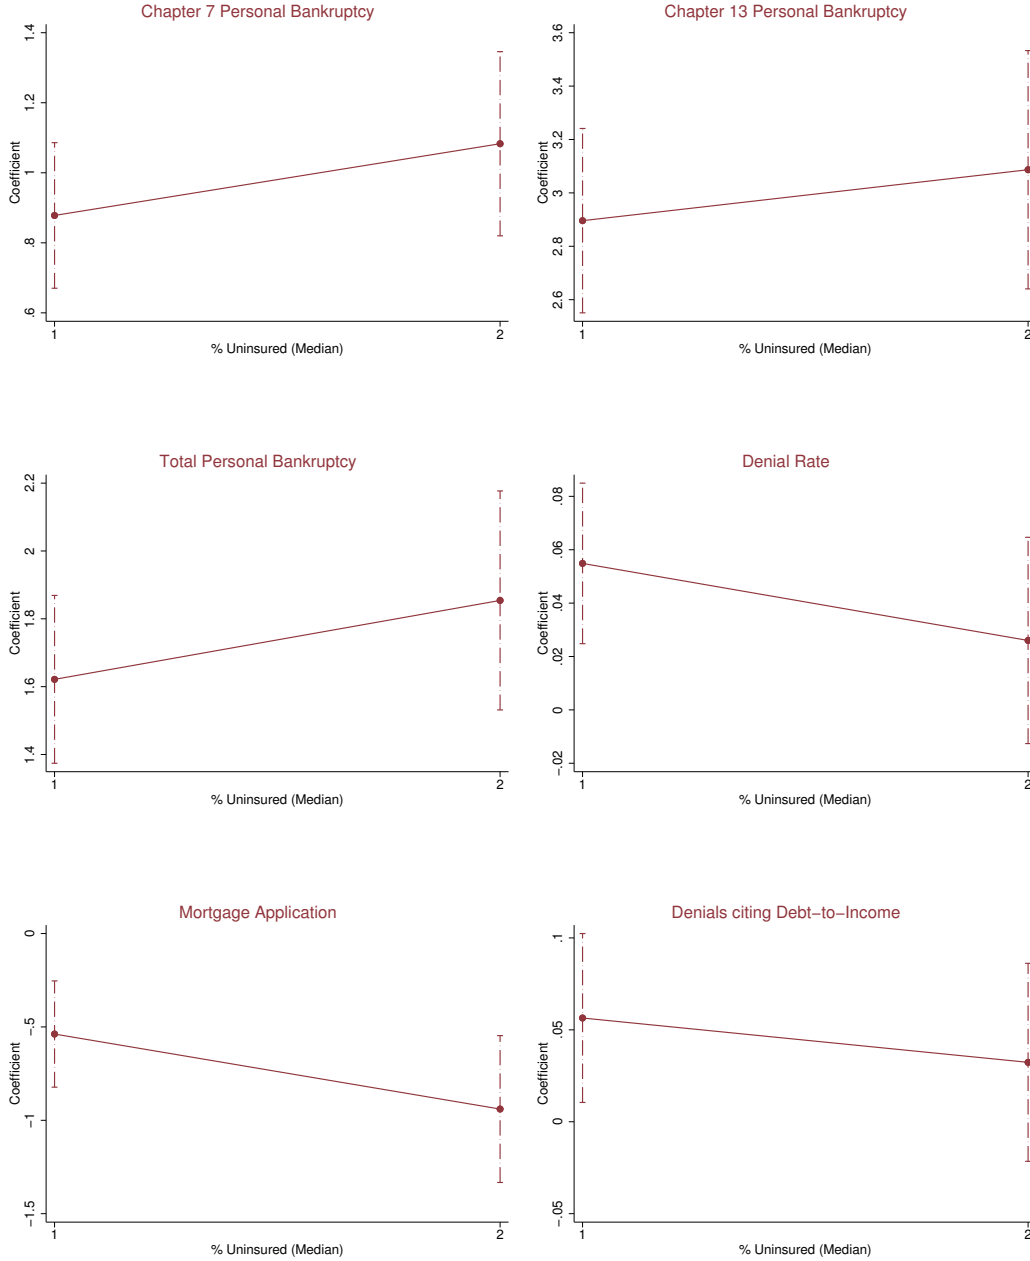 Chapter 7 Personal Bankruptcy
Coefficient
.6
.8
1
1.2
1.4
1
2
% Uninsured (Median)
Chapter 13 Personal Bankruptcy
Coefficient
2.6
2.8
3
3.2
3.4
3.6
1
2
% Uninsured (Median)
Total Personal Bankruptcy
Coefficient
1.4
1.6
1.8
2
2.2
1
2
% Uninsured (Median)
Denial Rate
Coefficient
−.02
0
.02
.04
.06
.08
1
2
% Uninsured (Median)
Mortgage Application
Coefficient
−1.5
−1
−.5
0
1
2
% Uninsured (Median)
Denials citing Debt−to−Income
Coefficient
−.05
0
.05
.1
1
2
% Uninsured (Median)